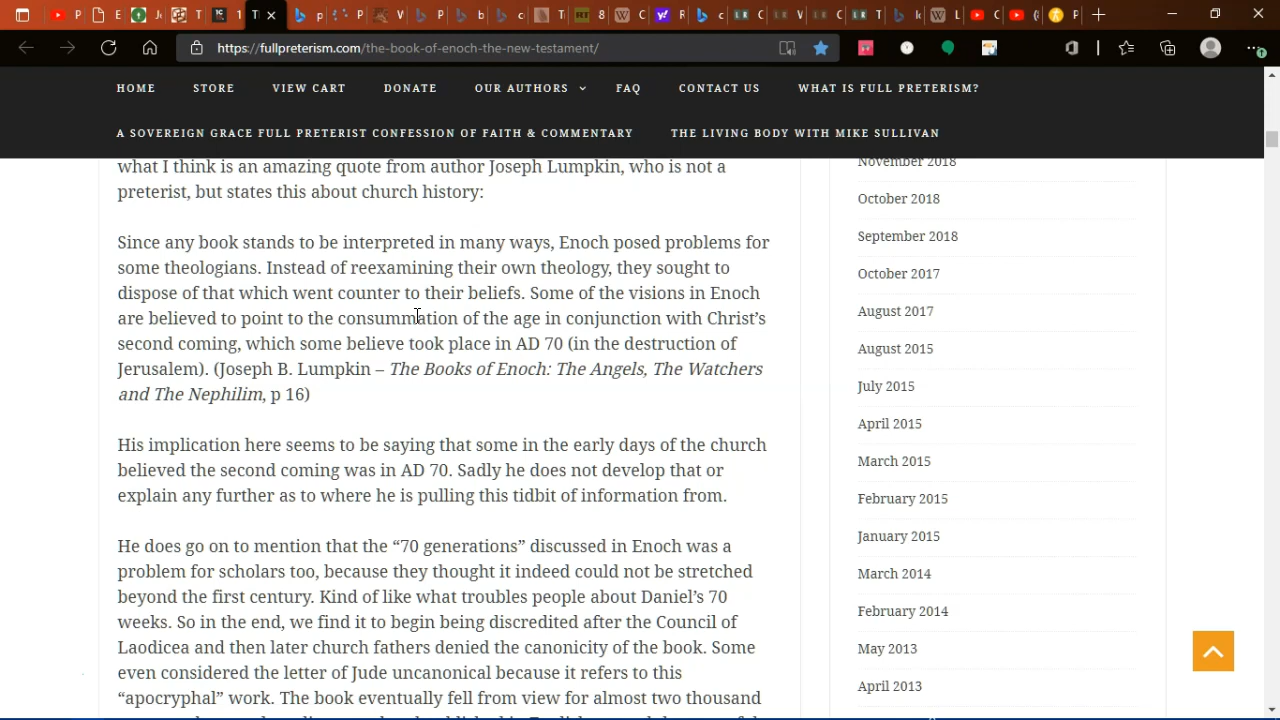 https://fullpreterism.com/the-book-of-enoch-the-new-testament/
HOME STORE VIEW CART DONATE OUR AUTHORS FAQ CONTACT US WHAT IS FULL PRETERISM?
A SOVEREIGN GRACE FULL PRETERIST CONFESSION OF FAITH & COMMENTARY THE LIVING BODY WITH MIKE SULLIVAN
what I think is an amazing quote from author Joseph Lumpkin, who is not a
preterist, but states this about church history:
Since any book stands to be interpreted in many ways, Enoch posed problems for
some theologians. Instead of reexamining their own theology, they sought to
dispose of that which went counter to their beliefs. Some of the visions in Enoch
are believed to point to the consummation of the age in conjunction with Christ’s
second coming, which some believe took place in AD 70 (in the destruction of
Jerusalem). (Joseph B. Lumpkin – The Books of Enoch: The Angels, The Watchers
and The Nephilim, p 16)
His implication here seems to be saying that some in the early days of the church
believed the second coming was in AD 70. Sadly he does not develop that or
explain any further as to where he is pulling this tidbit of information from.
He does go on to mention that the “70 generations” discussed in Enoch was a
problem for scholars too, because they thought it indeed could not be stretched
beyond the first century. Kind of like what troubles people about Daniel’s 70
weeks. So in the end, we find it to begin being discredited after the Council of
Laodicea and then later church fathers denied the canonicity of the book. Some
even considered the letter of Jude uncanonical because it refers to this
“apocryphal” work. The book eventually fell from view for almost two thousand
November 2018
October 2018
September 2018
October 2017
August 2017
August 2015
July 2015
April 2015
March 2015
February 2015
January 2015
March 2014
February 2014
May 2013
April 2013